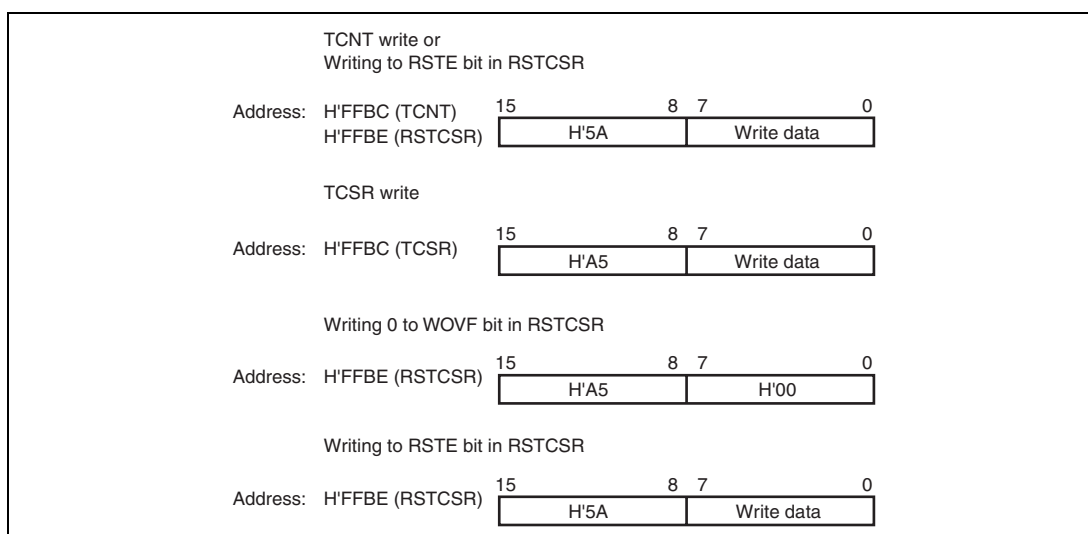 TCNT write or
Writing to RSTE bit in RSTCSR
15 8 7 0
Address: H'FFBC (TCNT)
H'FFBE (RSTCSR)
H'5A Write data
TCSR write
15 8 7 0
Address: H'FFBC (TCSR)
H'A5 Write data
Writing 0 to WOVF bit in RSTCSR
15 8 7 0
Address: H'FFBE (RSTCSR)
H'A5 H'00
Writing to RSTE bit in RSTCSR
15 8 7 0
Address: H'FFBE (RSTCSR)
H'5A Write data